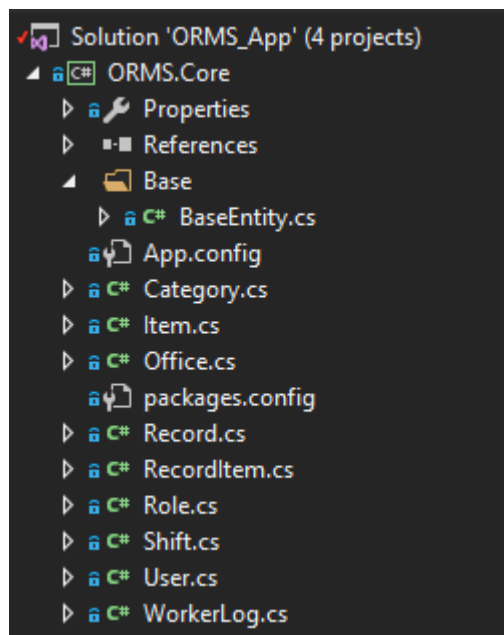 Solution 'ORMS_App' (4 projects)
C# ORMS.Core
Properties
References
Base
C# BaseEntity.cs
App.config
C# Category.cs
C# Item.cs
C# Office.cs
packages.config
C# Record.cs
C# RecordItem.cs
C# Role.cs
C# Shift.cs
C# User.cs
C# WorkerLog.cs